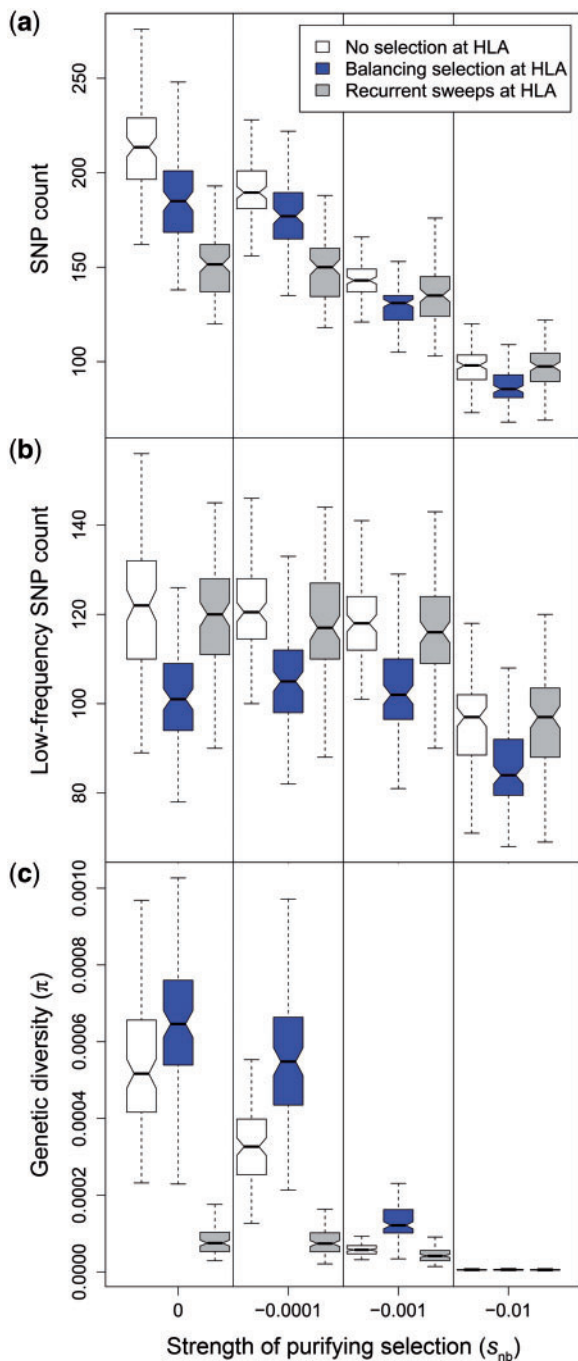 (a)
No selection at HLA
Balancing selection at HLA
Recurrent sweeps at HLA
SNP count
250
200
150
100
(b)
Low-frequency SNP count
140
120
100
80
(c)
Genetic diversity (π)
0.0010
0.0008
0.0006
0.0004
0.0002
0.0000
0 −0.0001 −0.001 −0.01
Strength of purifying selection (snb)